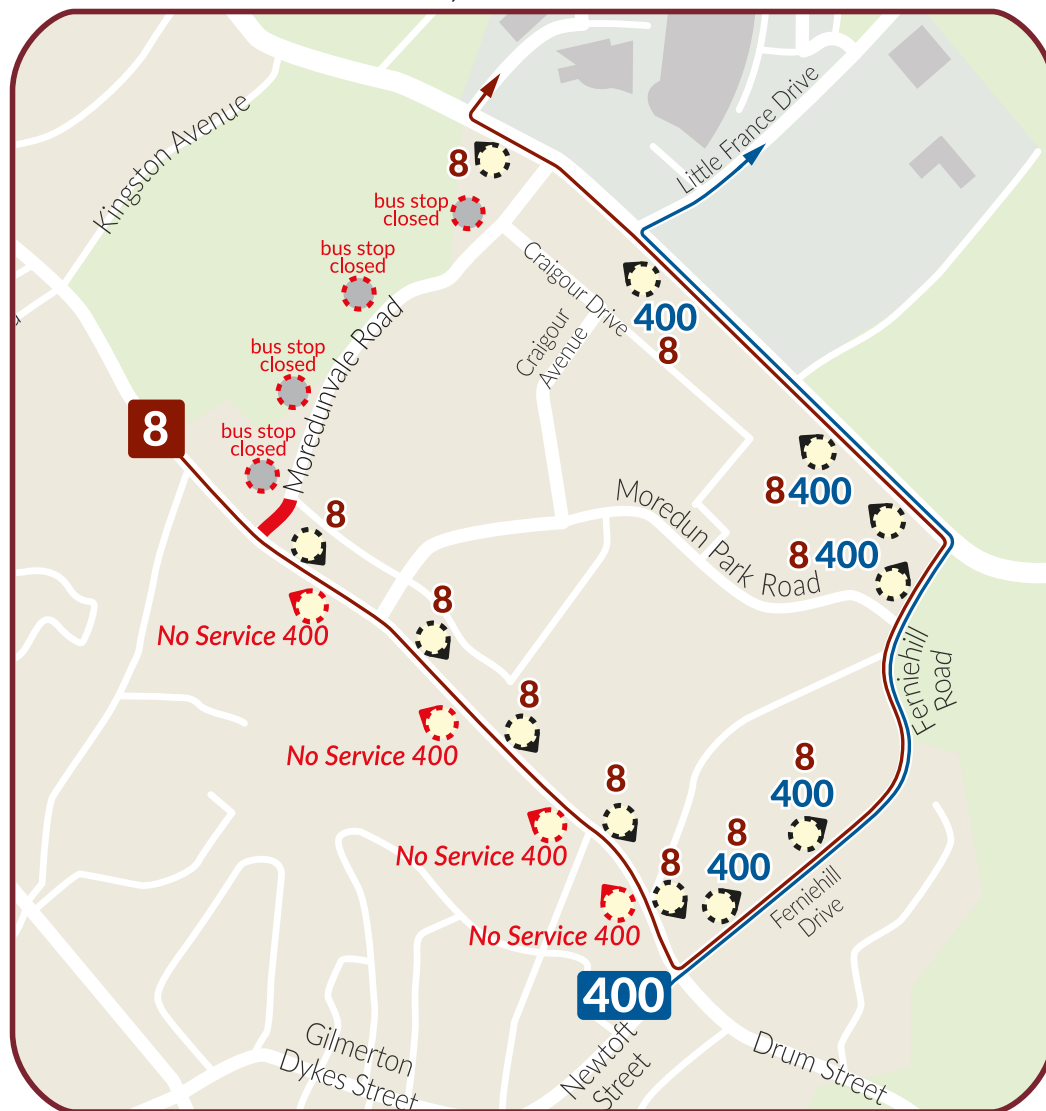 Kingston Avenue
Little France Drive
8
bus stop
closed
bus stop
closed
Craigour Drive
400
8
Craigour
Avenue
bus stop
closed
Moredunvale Road
8
bus stop
closed
8
8 400
Moredun Park Road
8 400
8
No Service 400
Ferniehill
Road
8
No Service 400
8
400
8
8
400
No Service 400
8
Ferniehill
Drive
No Service 400
400
Gilmerton
Dykes Street
Newtoft
Street
Drum Street